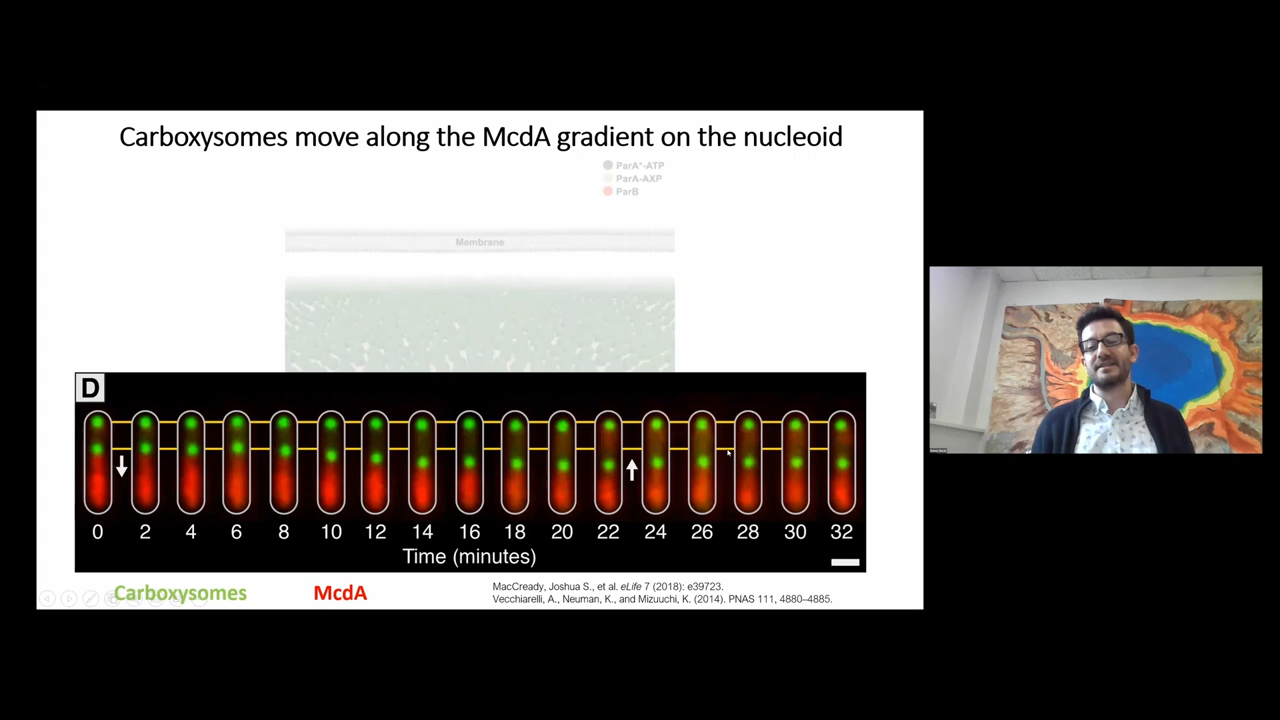 Carboxysomes move along the McdA gradient on the nucleoid
ParA*-ATP
ParA-AXP
ParB
Membrane
D
0 2 4 6 8 10 12 14 16 18 20 22 24 26 28 30 32
Time (minutes)
Carboxysomes McdA
MacCready, Joshua S., et al. eLife 7 (2018): e39723.
Vecchiarelli, A., Neuman, K., and Mizuuchi, K. (2014). PNAS 111, 4880–4885.